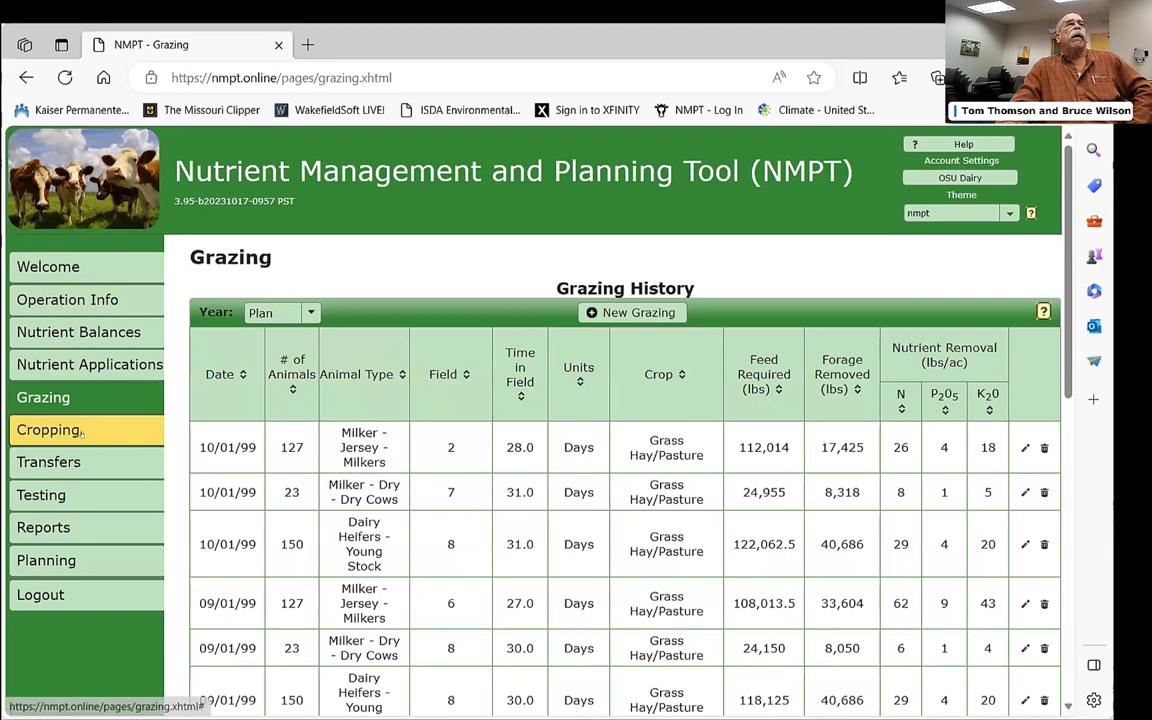 NMPT - Grazing
https://nmpt.online/pages/grazing.xhtml
Kaiser Permanente... The Missouri Clipper WakefieldSoft LIVE! ISDA Environmental... Sign in to XFINITY NMPT - Log In Climate - United St...
Tom Thomson and Bruce Wilson
Nutrient Management and Planning Tool (NMPT)
3.95-b20231017-0957 PST
? Help
Account Settings
OSU Dairy
Theme
nmpt ?
Welcome
Operation Info
Nutrient Balances
Nutrient Applications
Grazing
Cropping
Transfers
Testing
Reports
Planning
Logout
Grazing
Grazing History
Year: Plan New Grazing ?
Date # of Animals Animal Type Field Time in Field Units Crop Feed Required (lbs) Forage Removed (lbs) Nutrient Removal (lbs/ac)
N P₂0₅ K₂0
10/01/99 127 Milker - Jersey - Milkers 2 28.0 Days Grass Hay/Pasture 112,014 17,425 26 4 18
10/01/99 23 Milker - Dry - Dry Cows 7 31.0 Days Grass Hay/Pasture 24,955 8,318 8 1 5
10/01/99 150 Dairy Heifers - Young Stock 8 31.0 Days Grass Hay/Pasture 122,062.5 40,686 29 4 20
09/01/99 127 Milker - Jersey - Milkers 6 27.0 Days Grass Hay/Pasture 108,013.5 33,604 62 9 43
09/01/99 23 Milker - Dry - Dry Cows 8 30.0 Days Grass Hay/Pasture 24,150 8,050 6 1 4
09/01/99 150 Dairy Heifers - Young 8 30.0 Days Grass Hay/Pasture 118,125 40,686 29 4 20
https://nmpt.online/pages/grazing.xhtml#